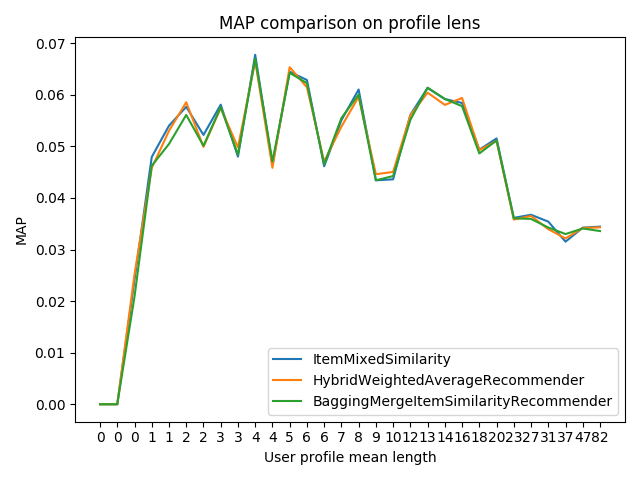 MAP comparison on profile lens
0.07
0.06
0.05
0.04
0.03
0.02
0.01
0.00
MAP
ItemMixedSimilarity
HybridWeightedAverageRecommender
BaggingMergeItemSimilarityRecommender
0 0 0 1 1 2 2 3 3 4 4 5 6 6 7 8 9 10 12 13 14 16 18 20 23 27 31 37 47 82
User profile mean length